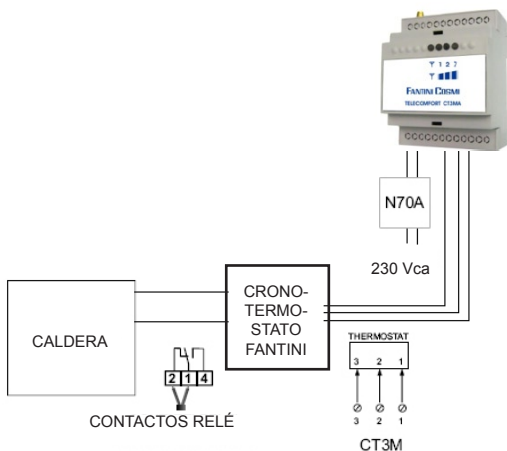 1 2 7
FANTINI COSMI
TELECOMFORT CT3MA
N70A
230 Vca
CALDERA
CRONO-
TERMO-
STATO
FANTINI
THERMOSTAT
3 2 1
3 2 1
CT3M
2 1 4
CONTACTOS RELÉ